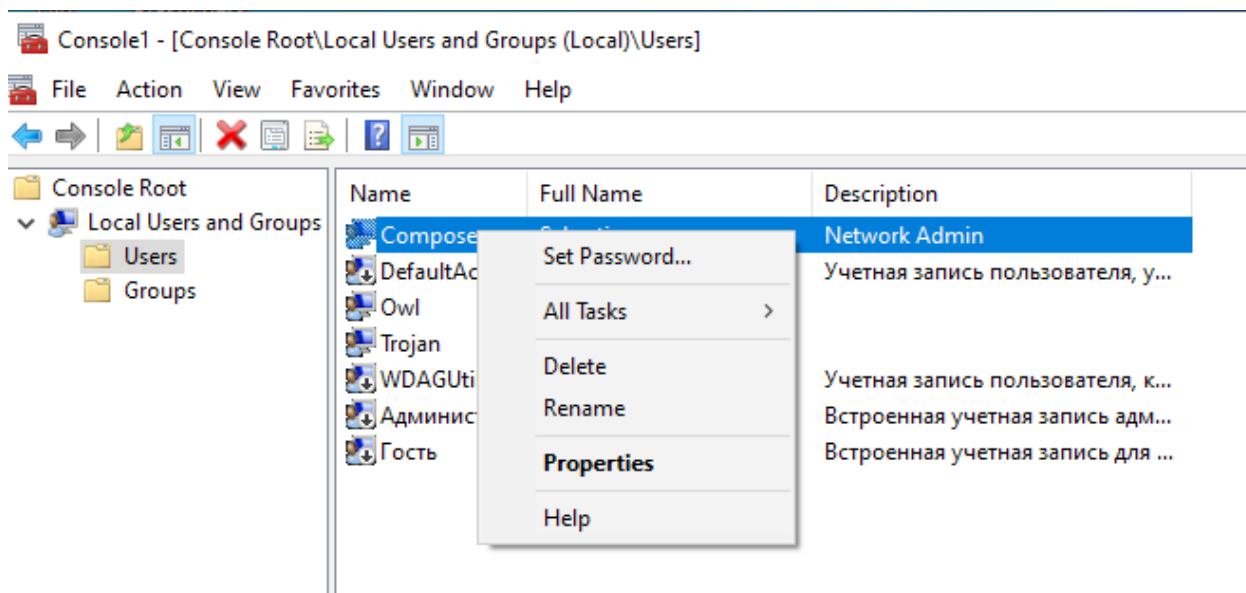 Console1 - [Console Root\Local Users and Groups (Local)\Users]
File Action View Favorites Window Help
Console Root
Local Users and Groups
Users
Groups
Name Full Name Description
Compose Network Admin
DefaultAc Учетная запись пользователя, у...
Owl
Trojan
WDAGUti Учетная запись пользователя, к...
Админис Встроенная учетная запись адм...
Гость Встроенная учетная запись для ...
Set Password...
All Tasks
Delete
Rename
Properties
Help